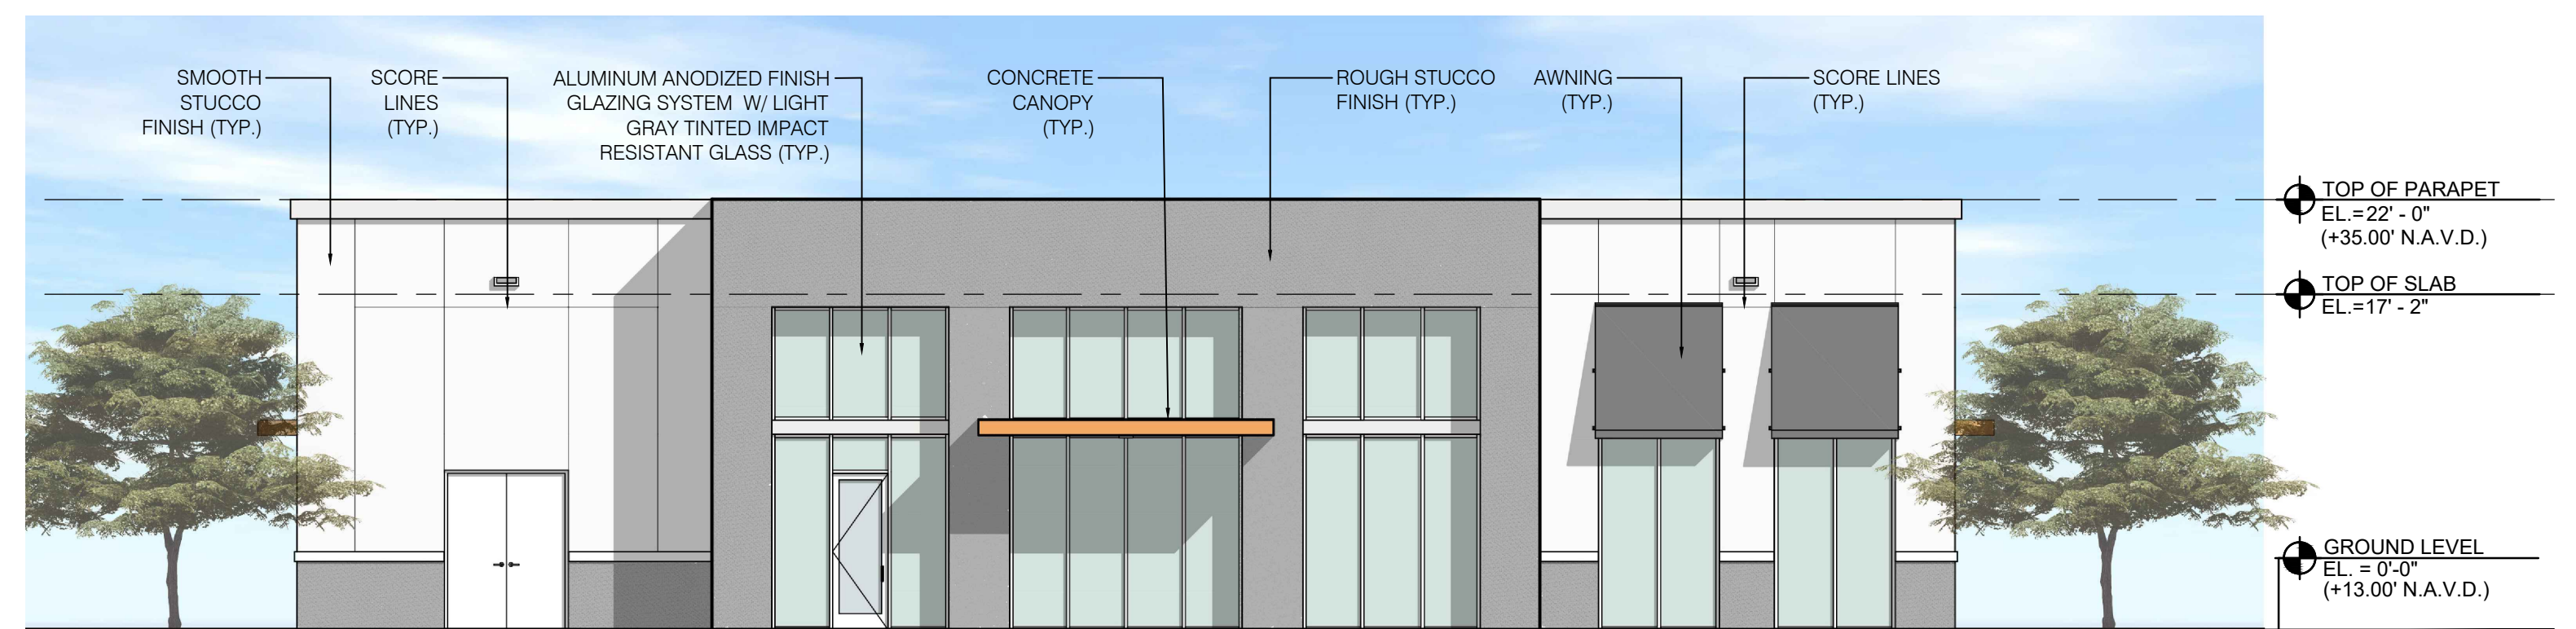 SMOOTH
STUCCO
FINISH (TYP.)
SCORE
LINES
(TYP.)
ALUMINUM ANODIZED FINISH
GLAZING SYSTEM W/ LIGHT
GRAY TINTED IMPACT
RESISTANT GLASS (TYP.)
CONCRETE
CANOPY
(TYP.)
ROUGH STUCCO
FINISH (TYP.)
AWNING
(TYP.)
SCORE LINES
(TYP.)
TOP OF PARAPET
EL.=22' - 0"
(+35.00' N.A.V.D.)
TOP OF SLAB
EL.=17' - 2"
GROUND LEVEL
EL. = 0'-0"
(+13.00' N.A.V.D.)